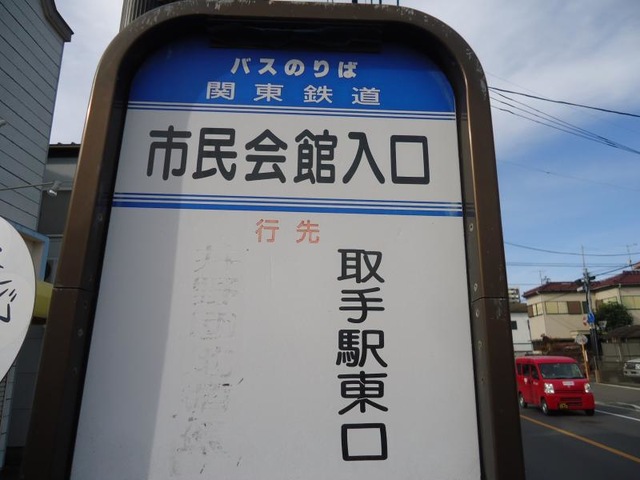 バスのりば
関東鉄道
市民会館入口
行先
取手駅東口